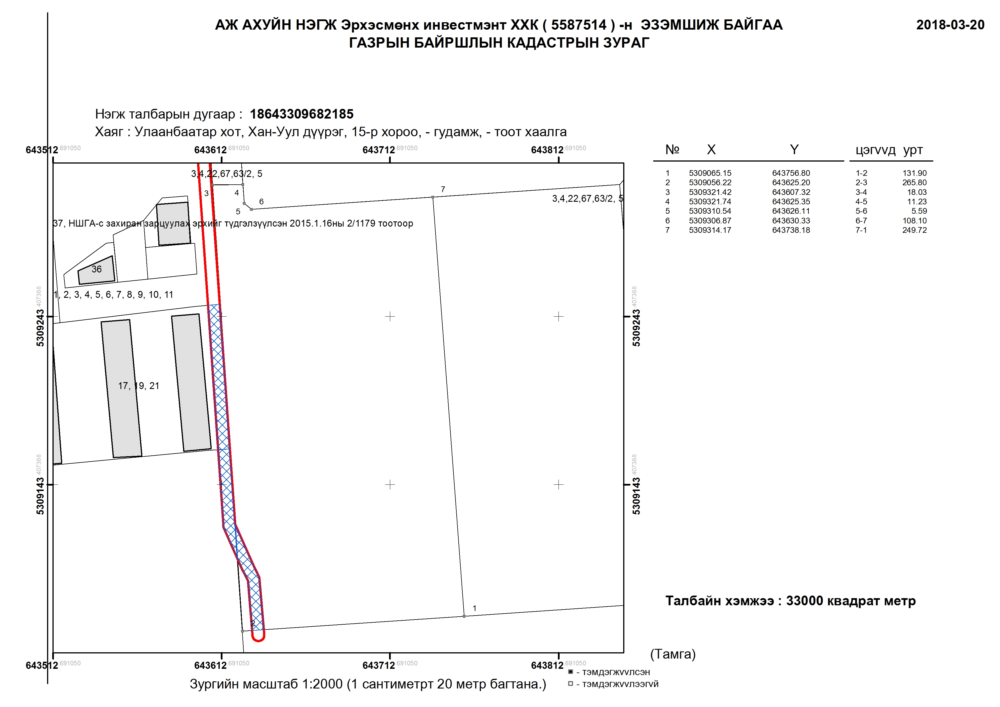 АЖ АХУЙН НЭГЖ Эрхэсмөнх инвестмэнт ХХК ( 5587514 ) -н  ЭЗЭМШИЖ БАЙГАА
2018-03-20
ГАЗРЫН БАЙРШЛЫН КАДАСТРЫН ЗУРАГ
Нэгж талбарын дугаар :  18643309682185
Хаяг : Улаанбаатар хот, Хан-Уул дүүрэг, 15-р хороо, - гудамж, - тоот хаалга
643512.691050 643612.691050 643712.691050 643812.691050
№ X Y цэгvvд урт
1 5309065.15 643756.80 1-2 131.90
2 5309056.22 643625.20 2-3 265.80
3 5309321.42 643607.32 3-4 18.03
4 5309321.74 643625.35 4-5 11.23
5 5309310.54 643626.11 5-6 5.59
6 5309306.87 643630.33 6-7 108.10
7 5309314.17 643738.18 7-1 249.72
3,4,22,67,63/2, 5
3
4
7
6
5
3,4,22,67,63/2, 5
37, НШГА-с захиран зарцуулах эрхийг түдгэлзүүлсэн 2015.1.16ны 2/1179 тоотоор
36
1, 2, 3, 4, 5, 6, 7, 8, 9, 10, 11
5309243.407388
5309243.407388
17, 19, 21
5309143.407388
5309143.407388
1
2
Талбайн хэмжээ : 33000 квадрат метр
(Тамга)
643512.691050 643612.691050 643712.691050 643812.691050
- тэмдэгжvvлсэн
- тэмдэгжvvлээгvй
Зургийн масштаб 1:2000 (1 сантиметрт 20 метр багтана.)